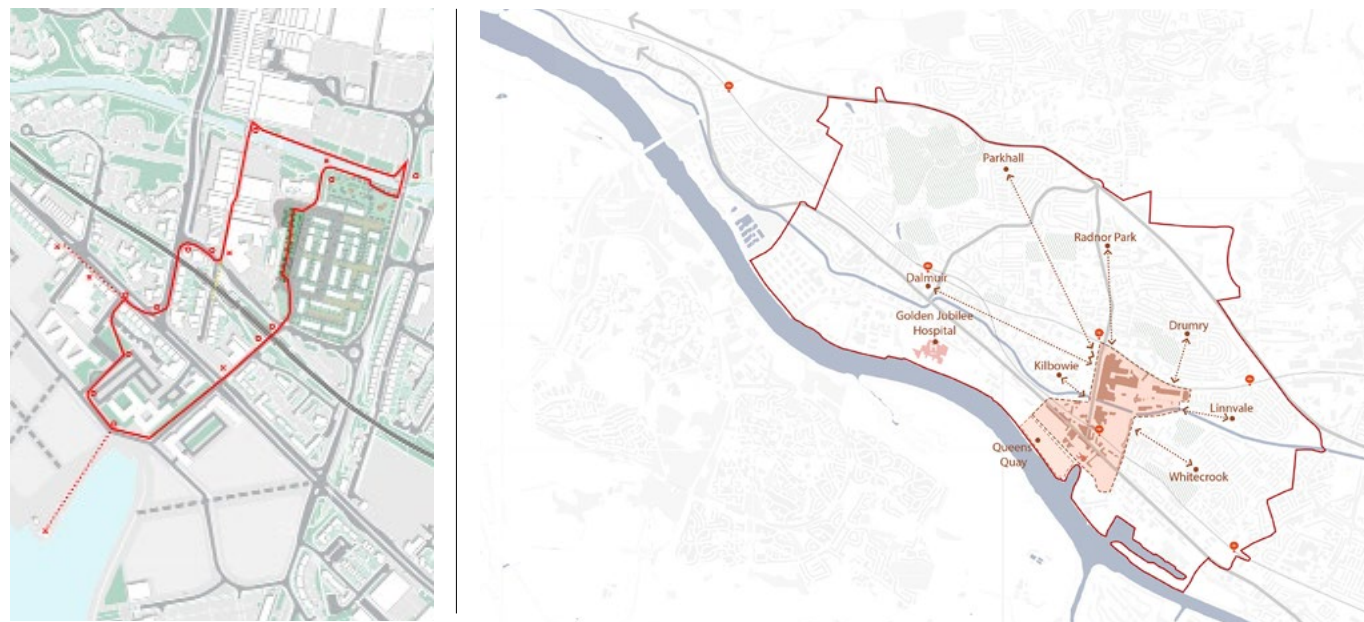 Parkhall
Radnor Park
Dalmuir
Golden Jubilee
Hospital
Drumry
Kilbowie
Linnvale
Queens
Quay
Whitecrook